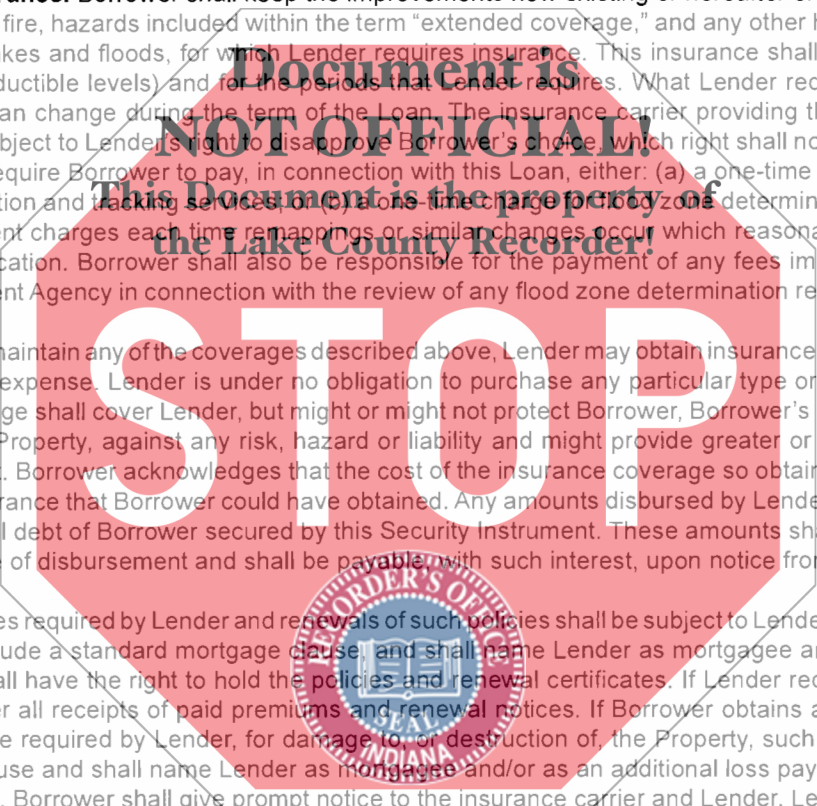 rance. Borrower shall keep the improvements now existing or hereafter er
fire, hazards included within the term “extended coverage,” and any other h
akes and floods, for which Lender requires insurance. This insurance shall
ductible levels) and for the periods that Lender requires. What Lender req
an change during the term of the Loan. The insurance carrier providing th
bject to Lender's right to disapprove Borrower's choice, which right shall no
equire Borrower to pay, in connection with this Loan, either: (a) a one-time
tion and tracking services; or (b) a one-time charge for flood zone determin
nt charges each time remappings or similar changes occur which reasona
cation. Borrower shall also be responsible for the payment of any fees im
nt Agency in connection with the review of any flood zone determination re
naintain any of the coverages described above, Lender may obtain insurance
expense. Lender is under no obligation to purchase any particular type or
ge shall cover Lender, but might or might not protect Borrower, Borrower's
Property, against any risk, hazard or liability and might provide greater or
. Borrower acknowledges that the cost of the insurance coverage so obtain
rance that Borrower could have obtained. Any amounts disbursed by Lende
l debt of Borrower secured by this Security Instrument. These amounts sha
e of disbursement and shall be payable, with such interest, upon notice from
es required by Lender and renewals of such policies shall be subject to Lende
ude a standard mortgage clause, and shall name Lender as mortgagee an
all have the right to hold the policies and renewal certificates. If Lender req
r all receipts of paid premiums and renewal notices. If Borrower obtains a
e required by Lender, for damage to, or destruction of, the Property, such
use and shall name Lender as mortgagee and/or as an additional loss pay
. Borrower shall give prompt notice to the insurance carrier and Lender. Le
Document is
NOT OFFICIAL!
This Document is the property of
the Lake County Recorder!
STOP
RECORDER'S OFFICE
SEAL
INDIANA